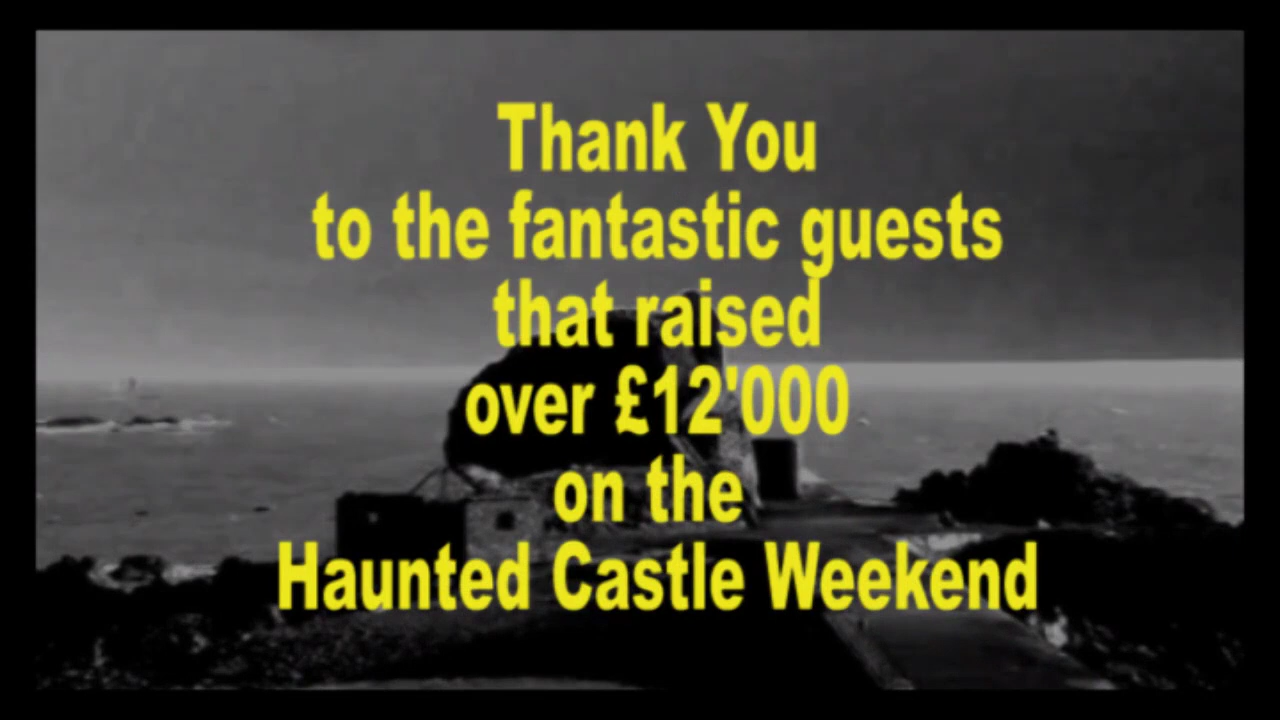 Thank You
to the fantastic guests
that raised
over £12'000
on the
Haunted Castle Weekend